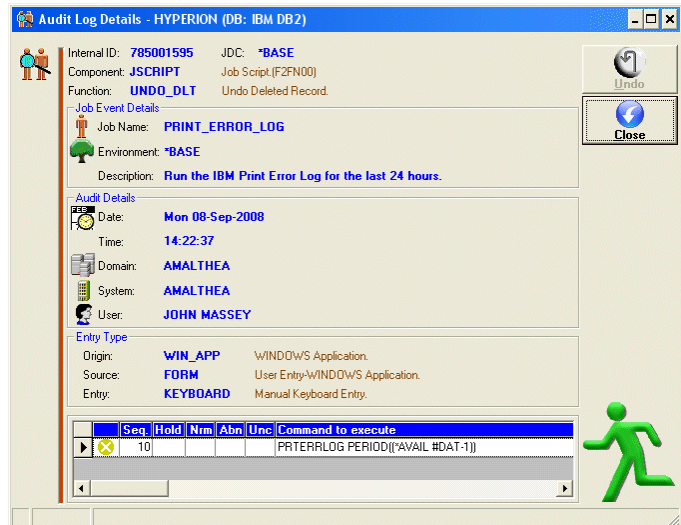 Audit Log Details - HYPERION (DB: IBM DB2)
Internal ID: 785001595 JDC: *BASE
Component: JSCRIPT Job Script.(F2FN00)
Function: UNDO_DLT Undo Deleted Record.
Undo
Close
Job Event Details
Job Name: PRINT_ERROR_LOG
Environment: *BASE
Description: Run the IBM Print Error Log for the last 24 hours.
Audit Details
FEB
Date: Mon 08-Sep-2008
Time: 14:22:37
Domain: AMALTHEA
System: AMALTHEA
User: JOHN MASSEY
Entry Type
Origin: WIN_APP WINDOWS Application.
Source: FORM User Entry-WINDOWS Application.
Entry: KEYBOARD Manual Keyboard Entry.
Seq. Hold Nrm Abn Unc Command to execute
10 PRTERRLOG PERIOD((*AVAIL #DAT-1))